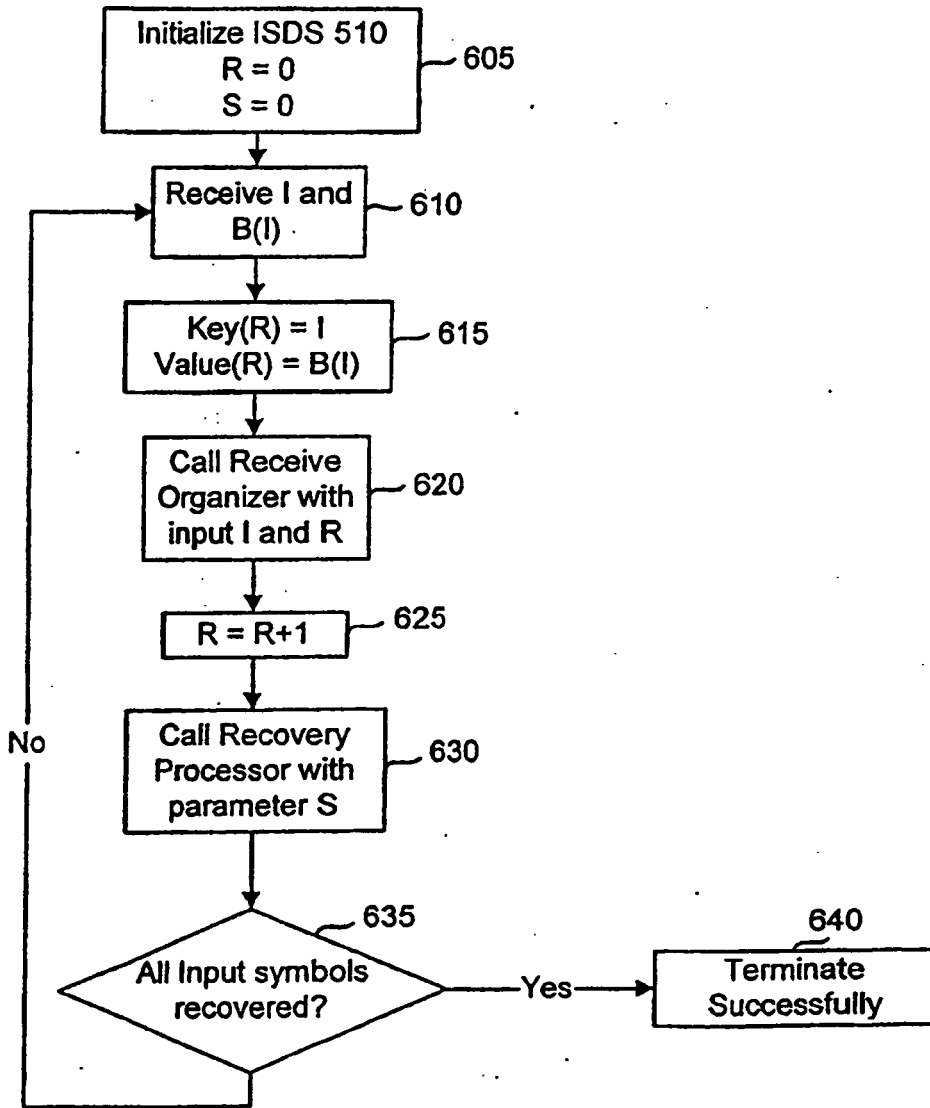 Initialize ISDS 510
R = 0
S = 0
605
Receive I and
B(I)
610
Key(R) = I
Value(R) = B(I)
615
Call Receive
Organizer with
input I and R
620
R = R+1
625
Call Recovery
Processor with
parameter S
630
No
635
All Input symbols
recovered?
Yes
640
Terminate
Successfully